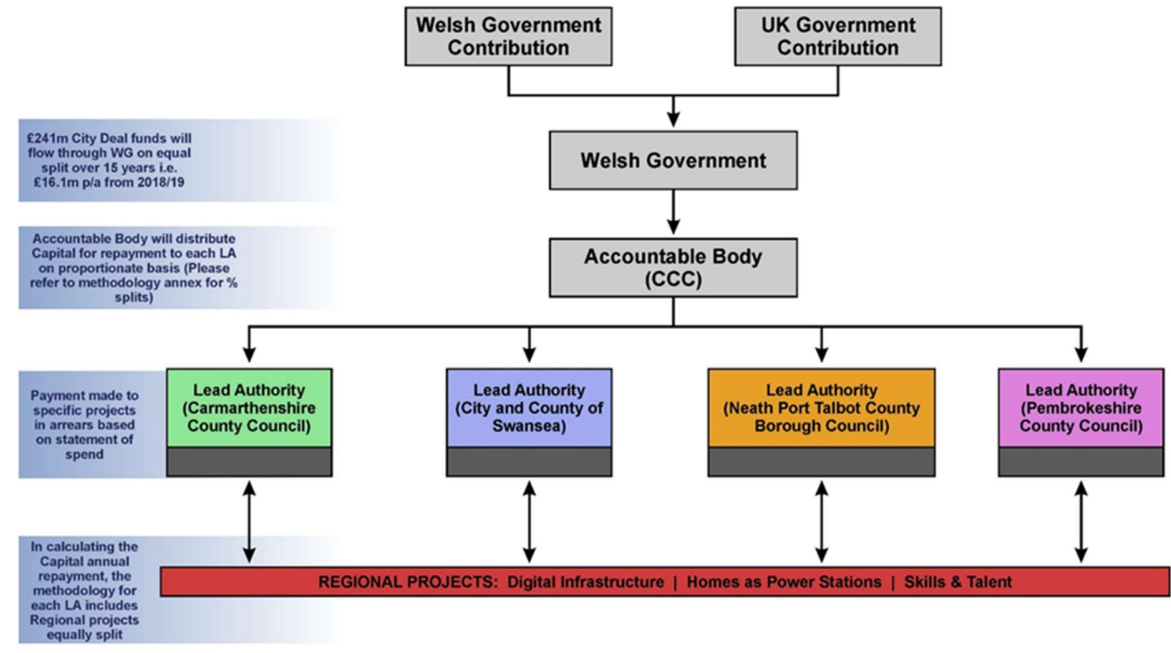 Welsh Government
Contribution
UK Government
Contribution
£241m City Deal funds will
flow through WG on equal
split over 15 years i.e.
£16.1m p/a from 2018/19
Welsh Government
Accountable Body will distribute
Capital for repayment to each LA
on proportionate basis (Please
refer to methodology annex for %
splits)
Accountable Body
(CCC)
Payment made to
specific projects
in arrears based
on statement of
spend
Lead Authority
(Carmarthenshire
County Council)
Lead Authority
(City and County of
Swansea)
Lead Authority
(Neath Port Talbot County
Borough Council)
Lead Authority
(Pembrokeshire
County Council)
In calculating the
Capital annual
repayment, the
methodology for
each LA includes
Regional projects
equally split
REGIONAL PROJECTS: Digital Infrastructure | Homes as Power Stations | Skills & Talent